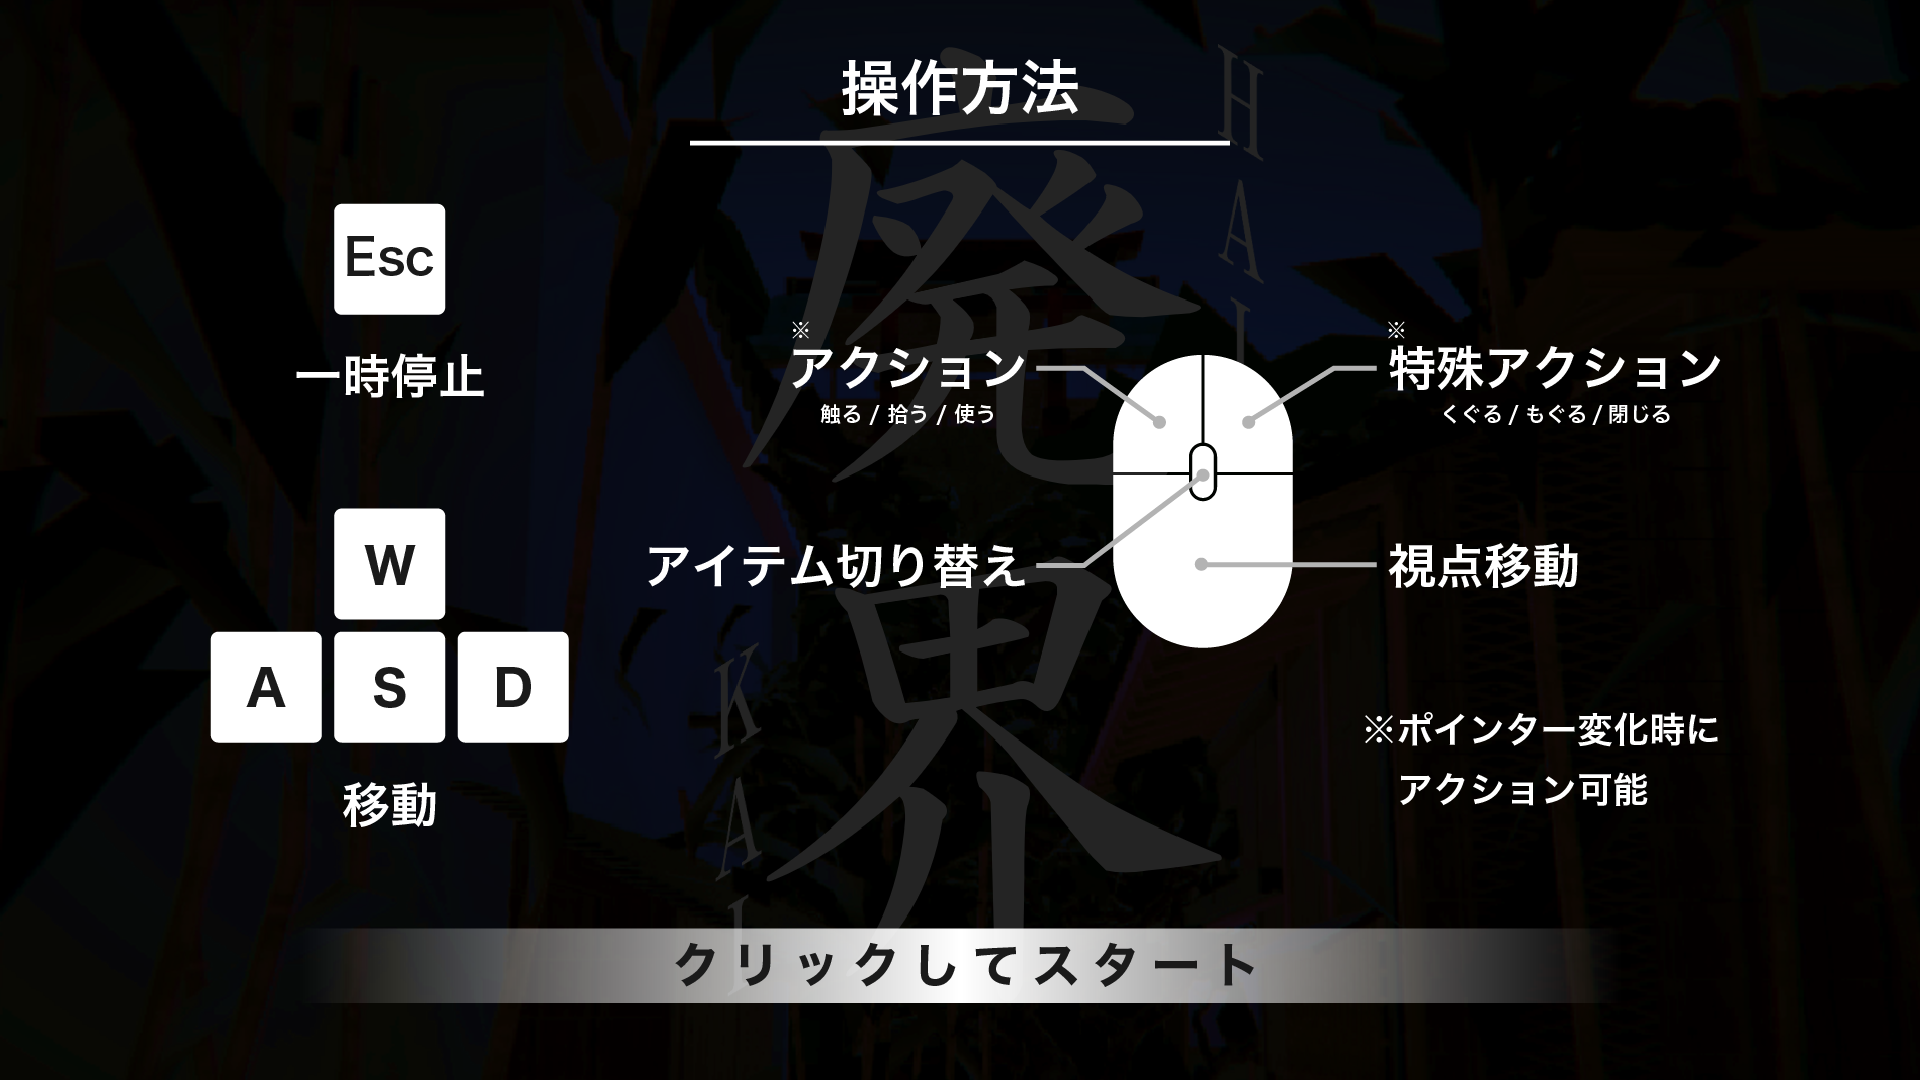 操作方法
廃界
HAI
KAI
Esc
一時停止
W
A S D
移動
※
アクション
触る / 拾う / 使う
※
特殊アクション
くぐる / もぐる / 閉じる
アイテム切り替え
視点移動
※ポインター変化時に
アクション可能
クリックしてスタート